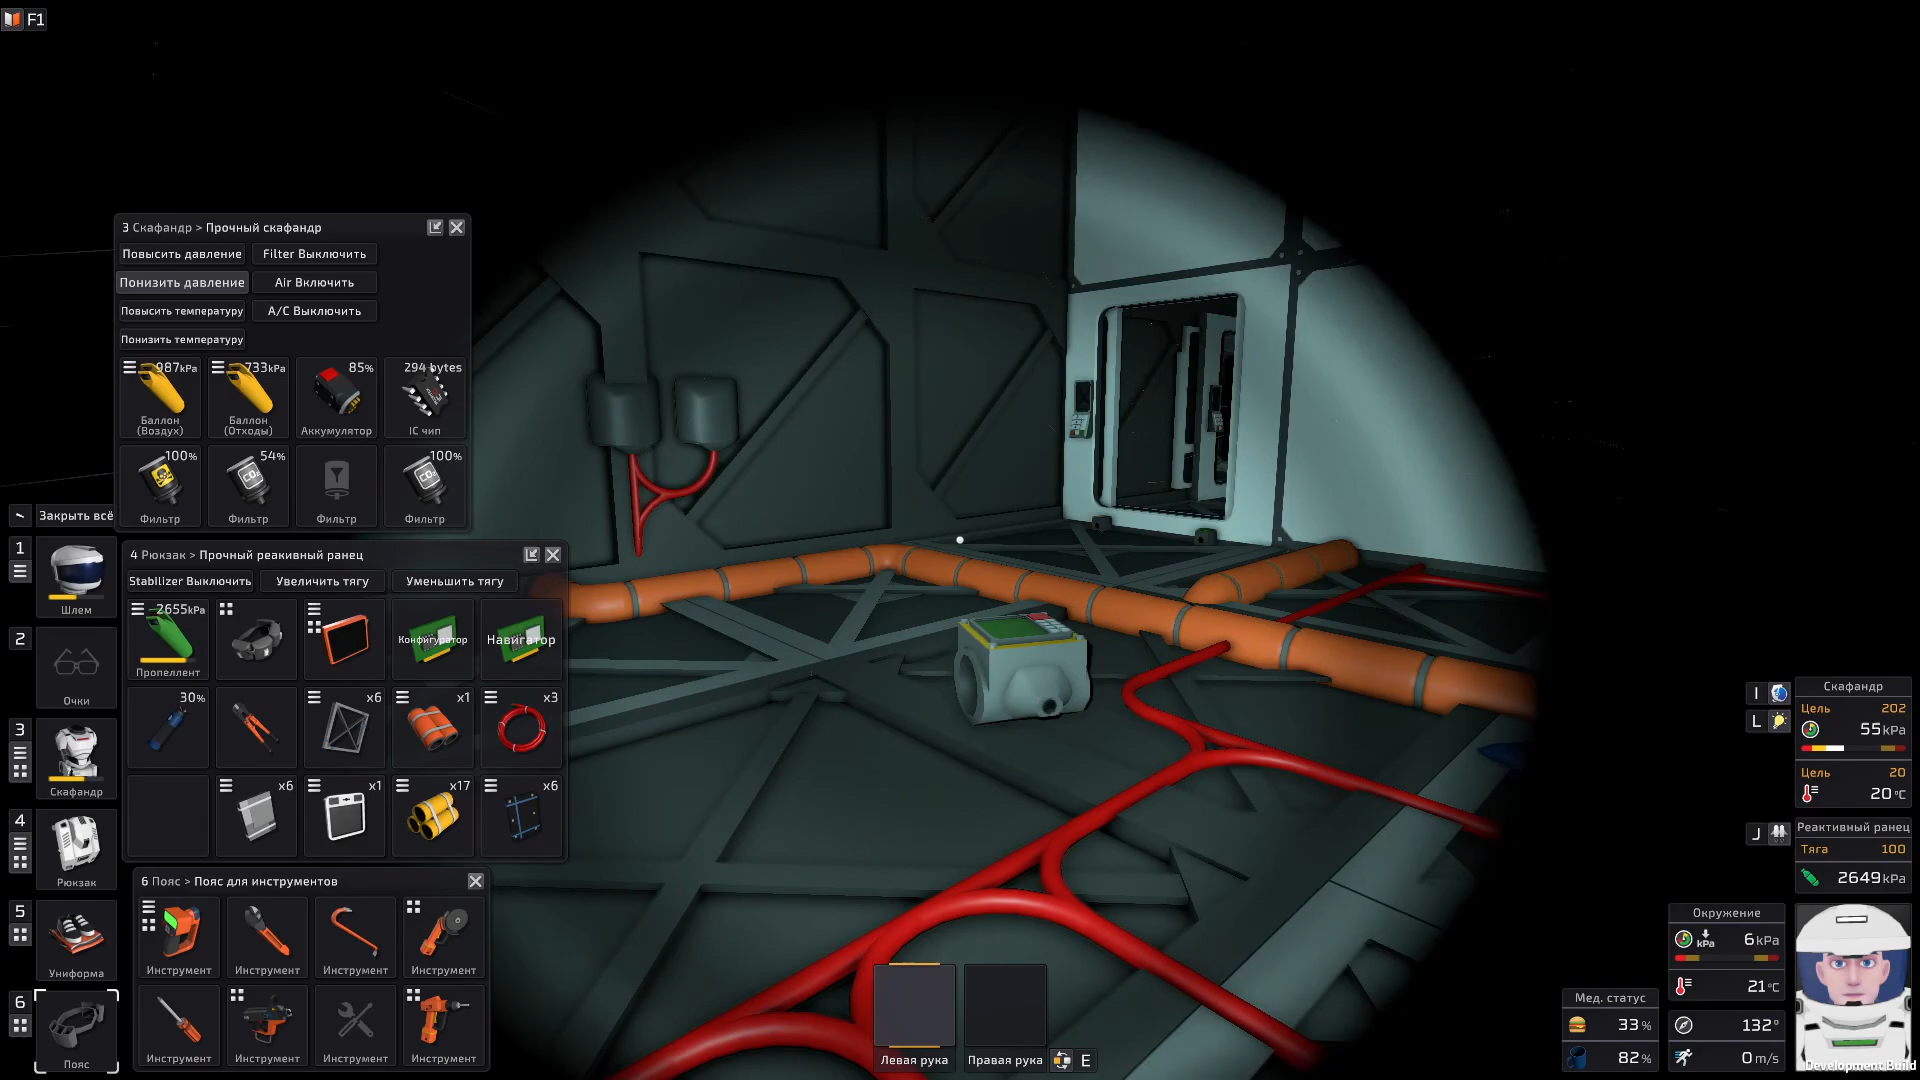 F1
3 Скафандр > Прочный скафандр
Повысить давление
Filter Выключить
Понизить давление
Air Включить
Повысить температуру
A/C Выключить
Понизить температуру
987kPa
733kPa
85%
294 bytes
Баллон (Воздух)
Баллон (Отходы)
Аккумулятор
IC чип
100%
54%
100%
Фильтр
Фильтр
Фильтр
Фильтр
~ Закрыть всё
1
Шлем
2
Очки
3
Скафандр
4
Рюкзак
5
Униформа
6
Пояс
4 Рюкзак > Прочный реакивный ранец
Stabilizer Выключить
Увеличить тягу
Уменьшить тягу
2655kPa
Пропеллент
Конфигуратор
Навигатор
30%
x6
x1
x3
x6
x1
x17
x6
6 Пояс > Пояс для инструментов
Инструмент
Инструмент
Инструмент
Инструмент
Инструмент
Инструмент
Инструмент
Инструмент
Левая рука
Правая рука
E
I
L
J
Скафандр
Цель 202
55kPa
Цель 20
20°C
Реактивный ранец
Тяга 100
2649kPa
Окружение
kPa 6kPa
21°C
Мед. статус
33%
82%
132°
0m/s
Development Build